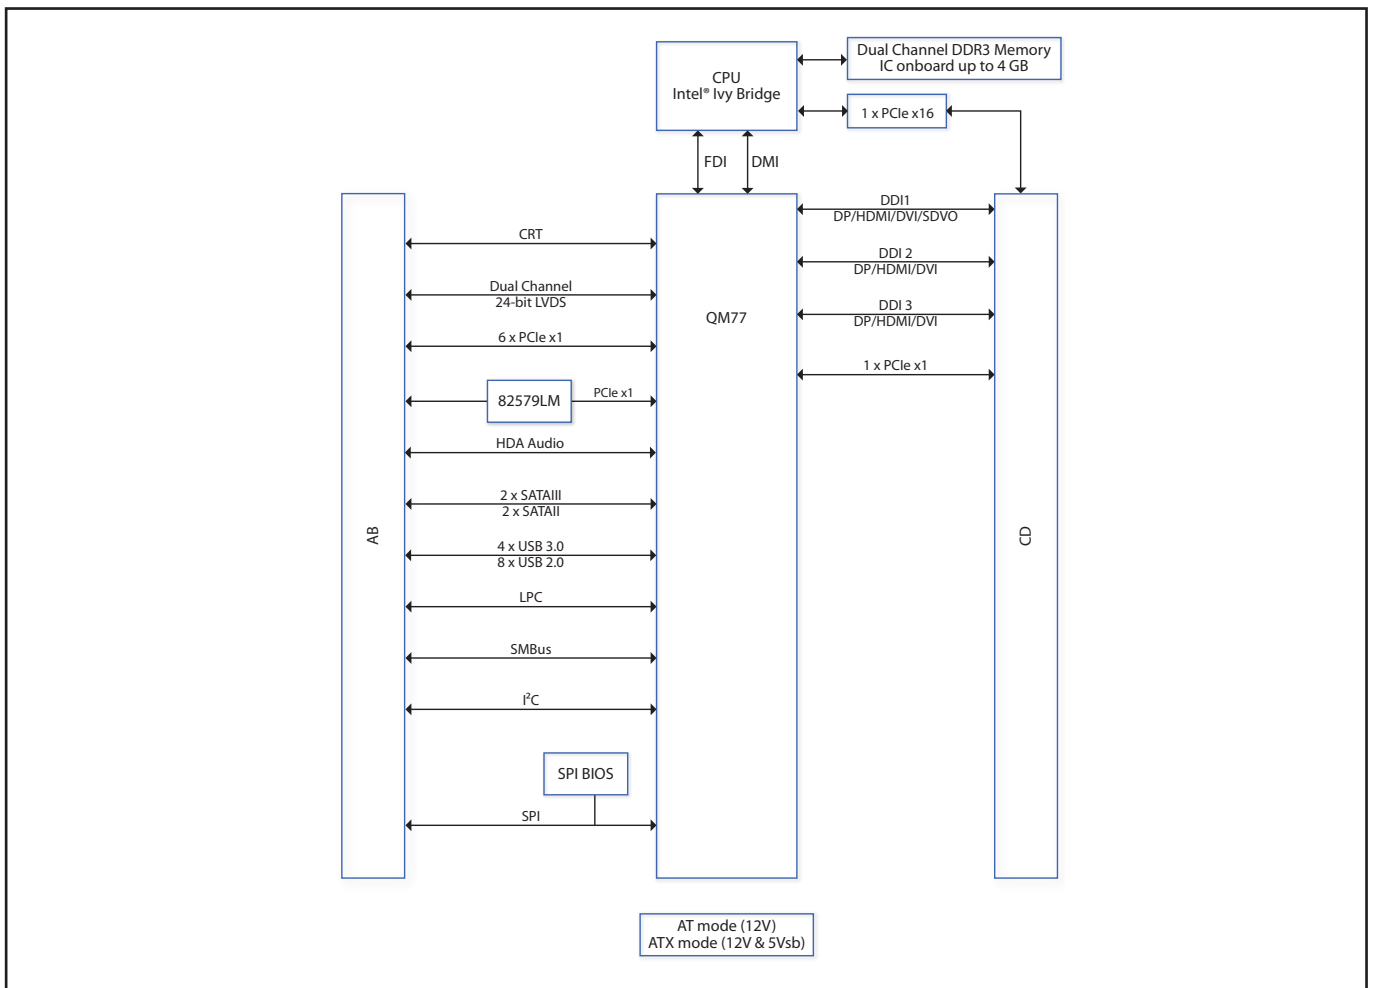 Dual Channel DDR3 Memory
IC onboard up to 4 GB
CPU
Intel® Ivy Bridge
1 x PCIe x16
FDI
DMI
DDI1
DP/HDMI/DVI/SDVO
CRT
DDI 2
DP/HDMI/DVI
Dual Channel
24-bit LVDS
DDI 3
DP/HDMI/DVI
QM77
6 x PCIe x1
1 x PCIe x1
82579LM
PCIe x1
HDA Audio
2 x SATAIII
2 x SATAII
AB
CD
4 x USB 3.0
8 x USB 2.0
LPC
SMBus
I²C
SPI BIOS
SPI
AT mode (12V)
ATX mode (12V & 5Vsb)